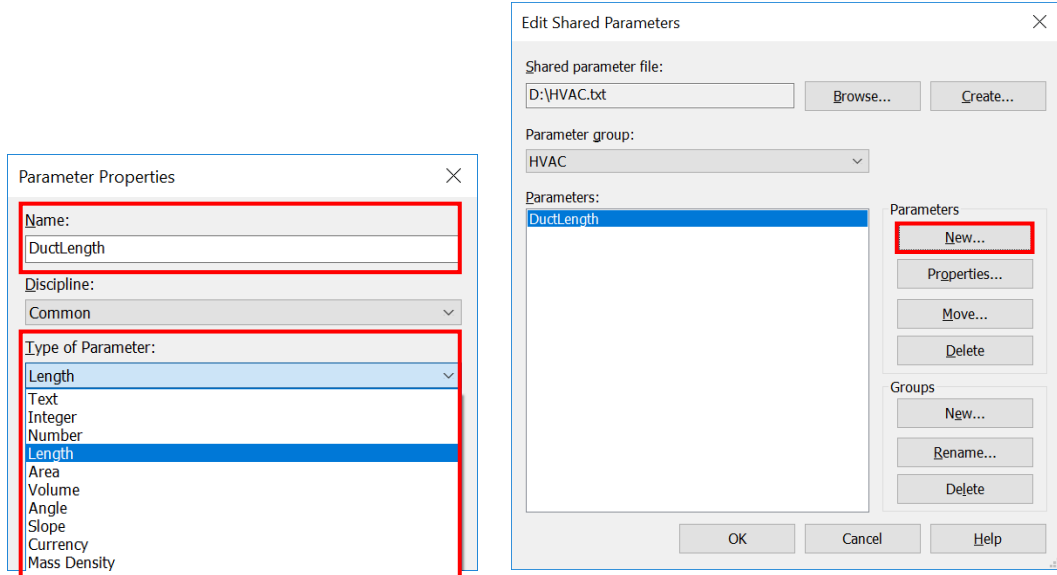 Parameter Properties
Name:
DuctLength
Discipline:
Common
Type of Parameter:
Length
Text
Integer
Number
Length
Area
Volume
Angle
Slope
Currency
Mass Density
Edit Shared Parameters
Shared parameter file:
D:\HVAC.txt
Browse...
Create...
Parameter group:
HVAC
Parameters:
DuctLength
Parameters
New...
Properties...
Move...
Delete
Groups
New...
Rename...
Delete
OK
Cancel
Help